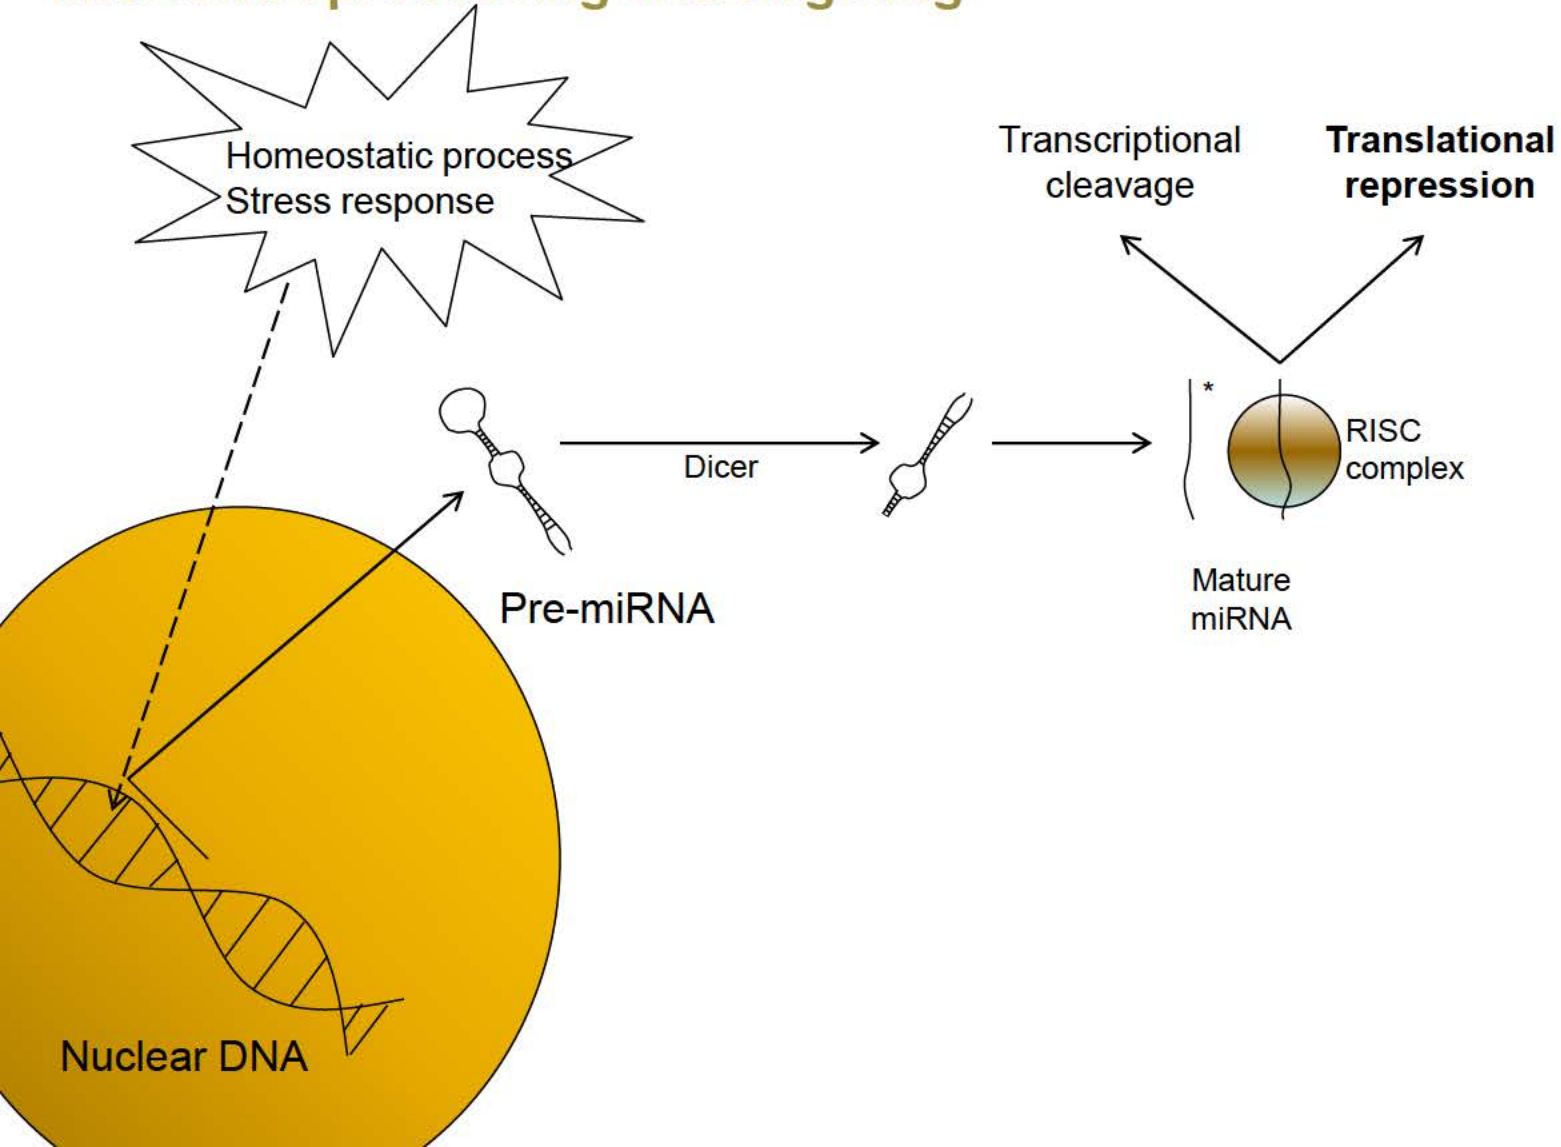 Homeostatic process
Stress response
Transcriptional
cleavage
Translational
repression
*
RISC
complex
Dicer
Mature
miRNA
Pre-miRNA
Nuclear DNA